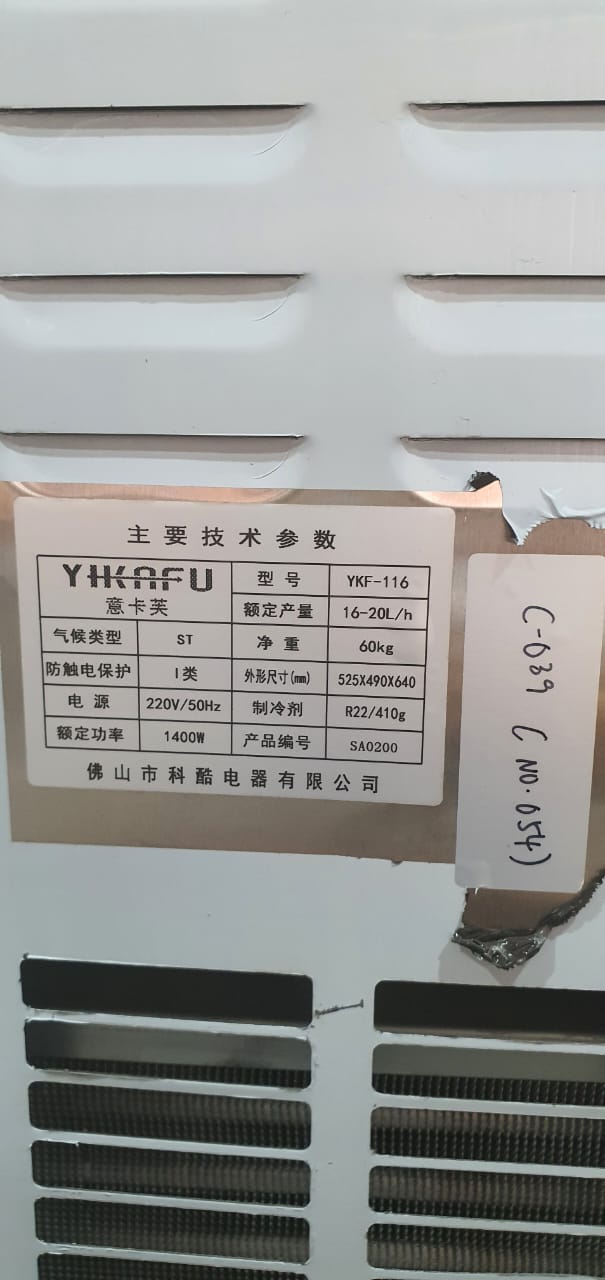 主要技术参数
YIKAFU 型号 YKF-116
意卡芙 额定产量 16-20L/h
气候类型 ST 净重 60kg
防触电保护 I类 外形尺寸(mm) 525X490X640
电源 220V/50Hz 制冷剂 R22/410g
额定功率 1400W 产品编号 SA0200
佛山市科酷电器有限公司
C-039 ( NO.054)